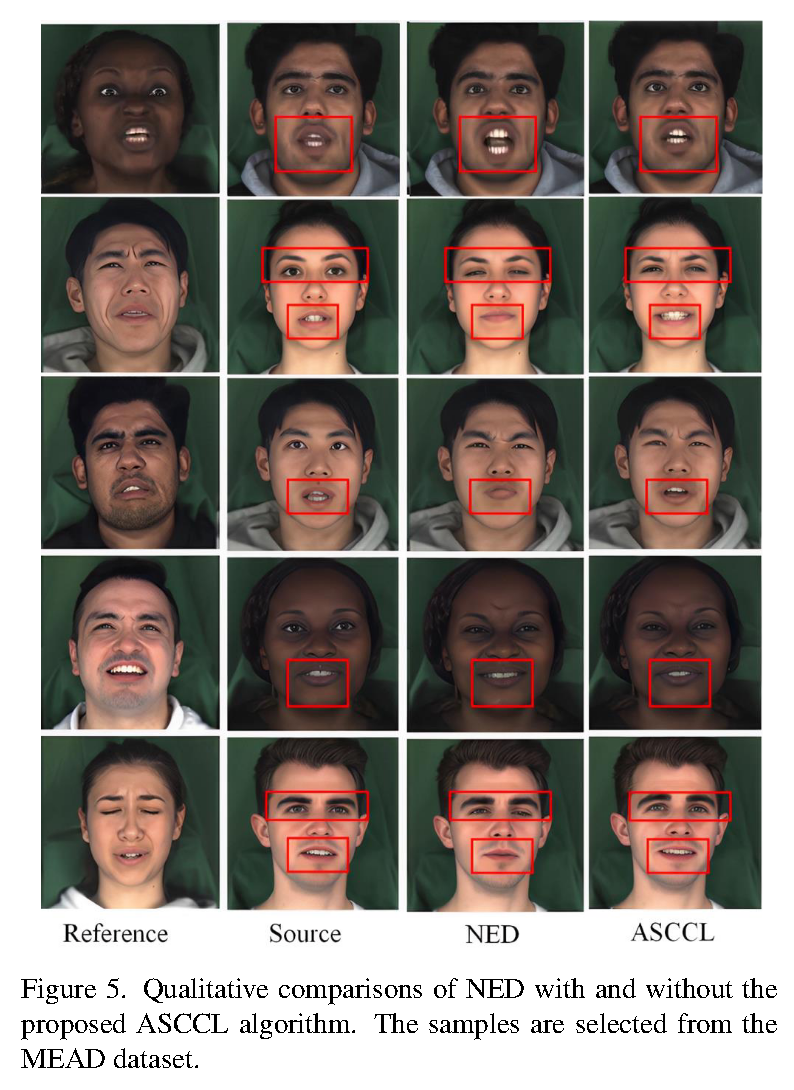 Reference Source NED ASCCL
Figure 5. Qualitative comparisons of NED with and without the
proposed ASCCL algorithm. The samples are selected from the
MEAD dataset.